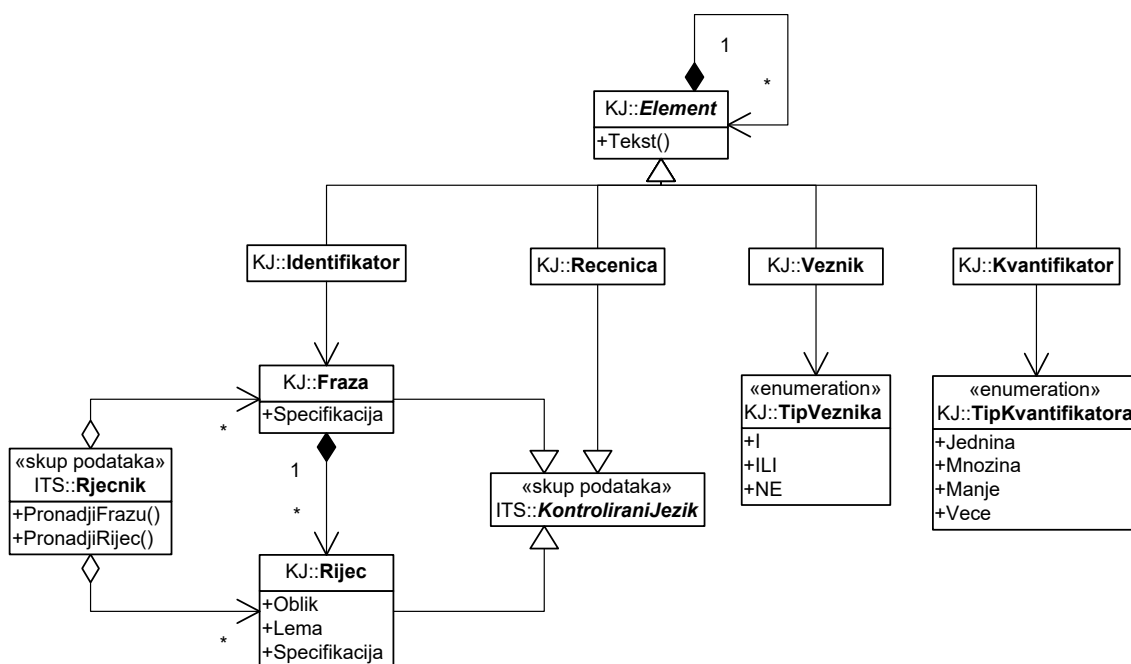 1
*
KJ::Element
+Tekst()
KJ::Identifikator
KJ::Recenica
KJ::Veznik
KJ::Kvantifikator
KJ::Fraza
+Specifikacija
*
1
*
«skup podataka»
ITS::Rjecnik
+PronadjiFrazu()
+PronadjiRijec()
*
KJ::Rijec
+Oblik
+Lema
+Specifikacija
«skup podataka»
ITS::KontroliraniJezik
«enumeration»
KJ::TipVeznika
+I
+ILI
+NE
«enumeration»
KJ::TipKvantifikatora
+Jednina
+Mnozina
+Manje
+Vece